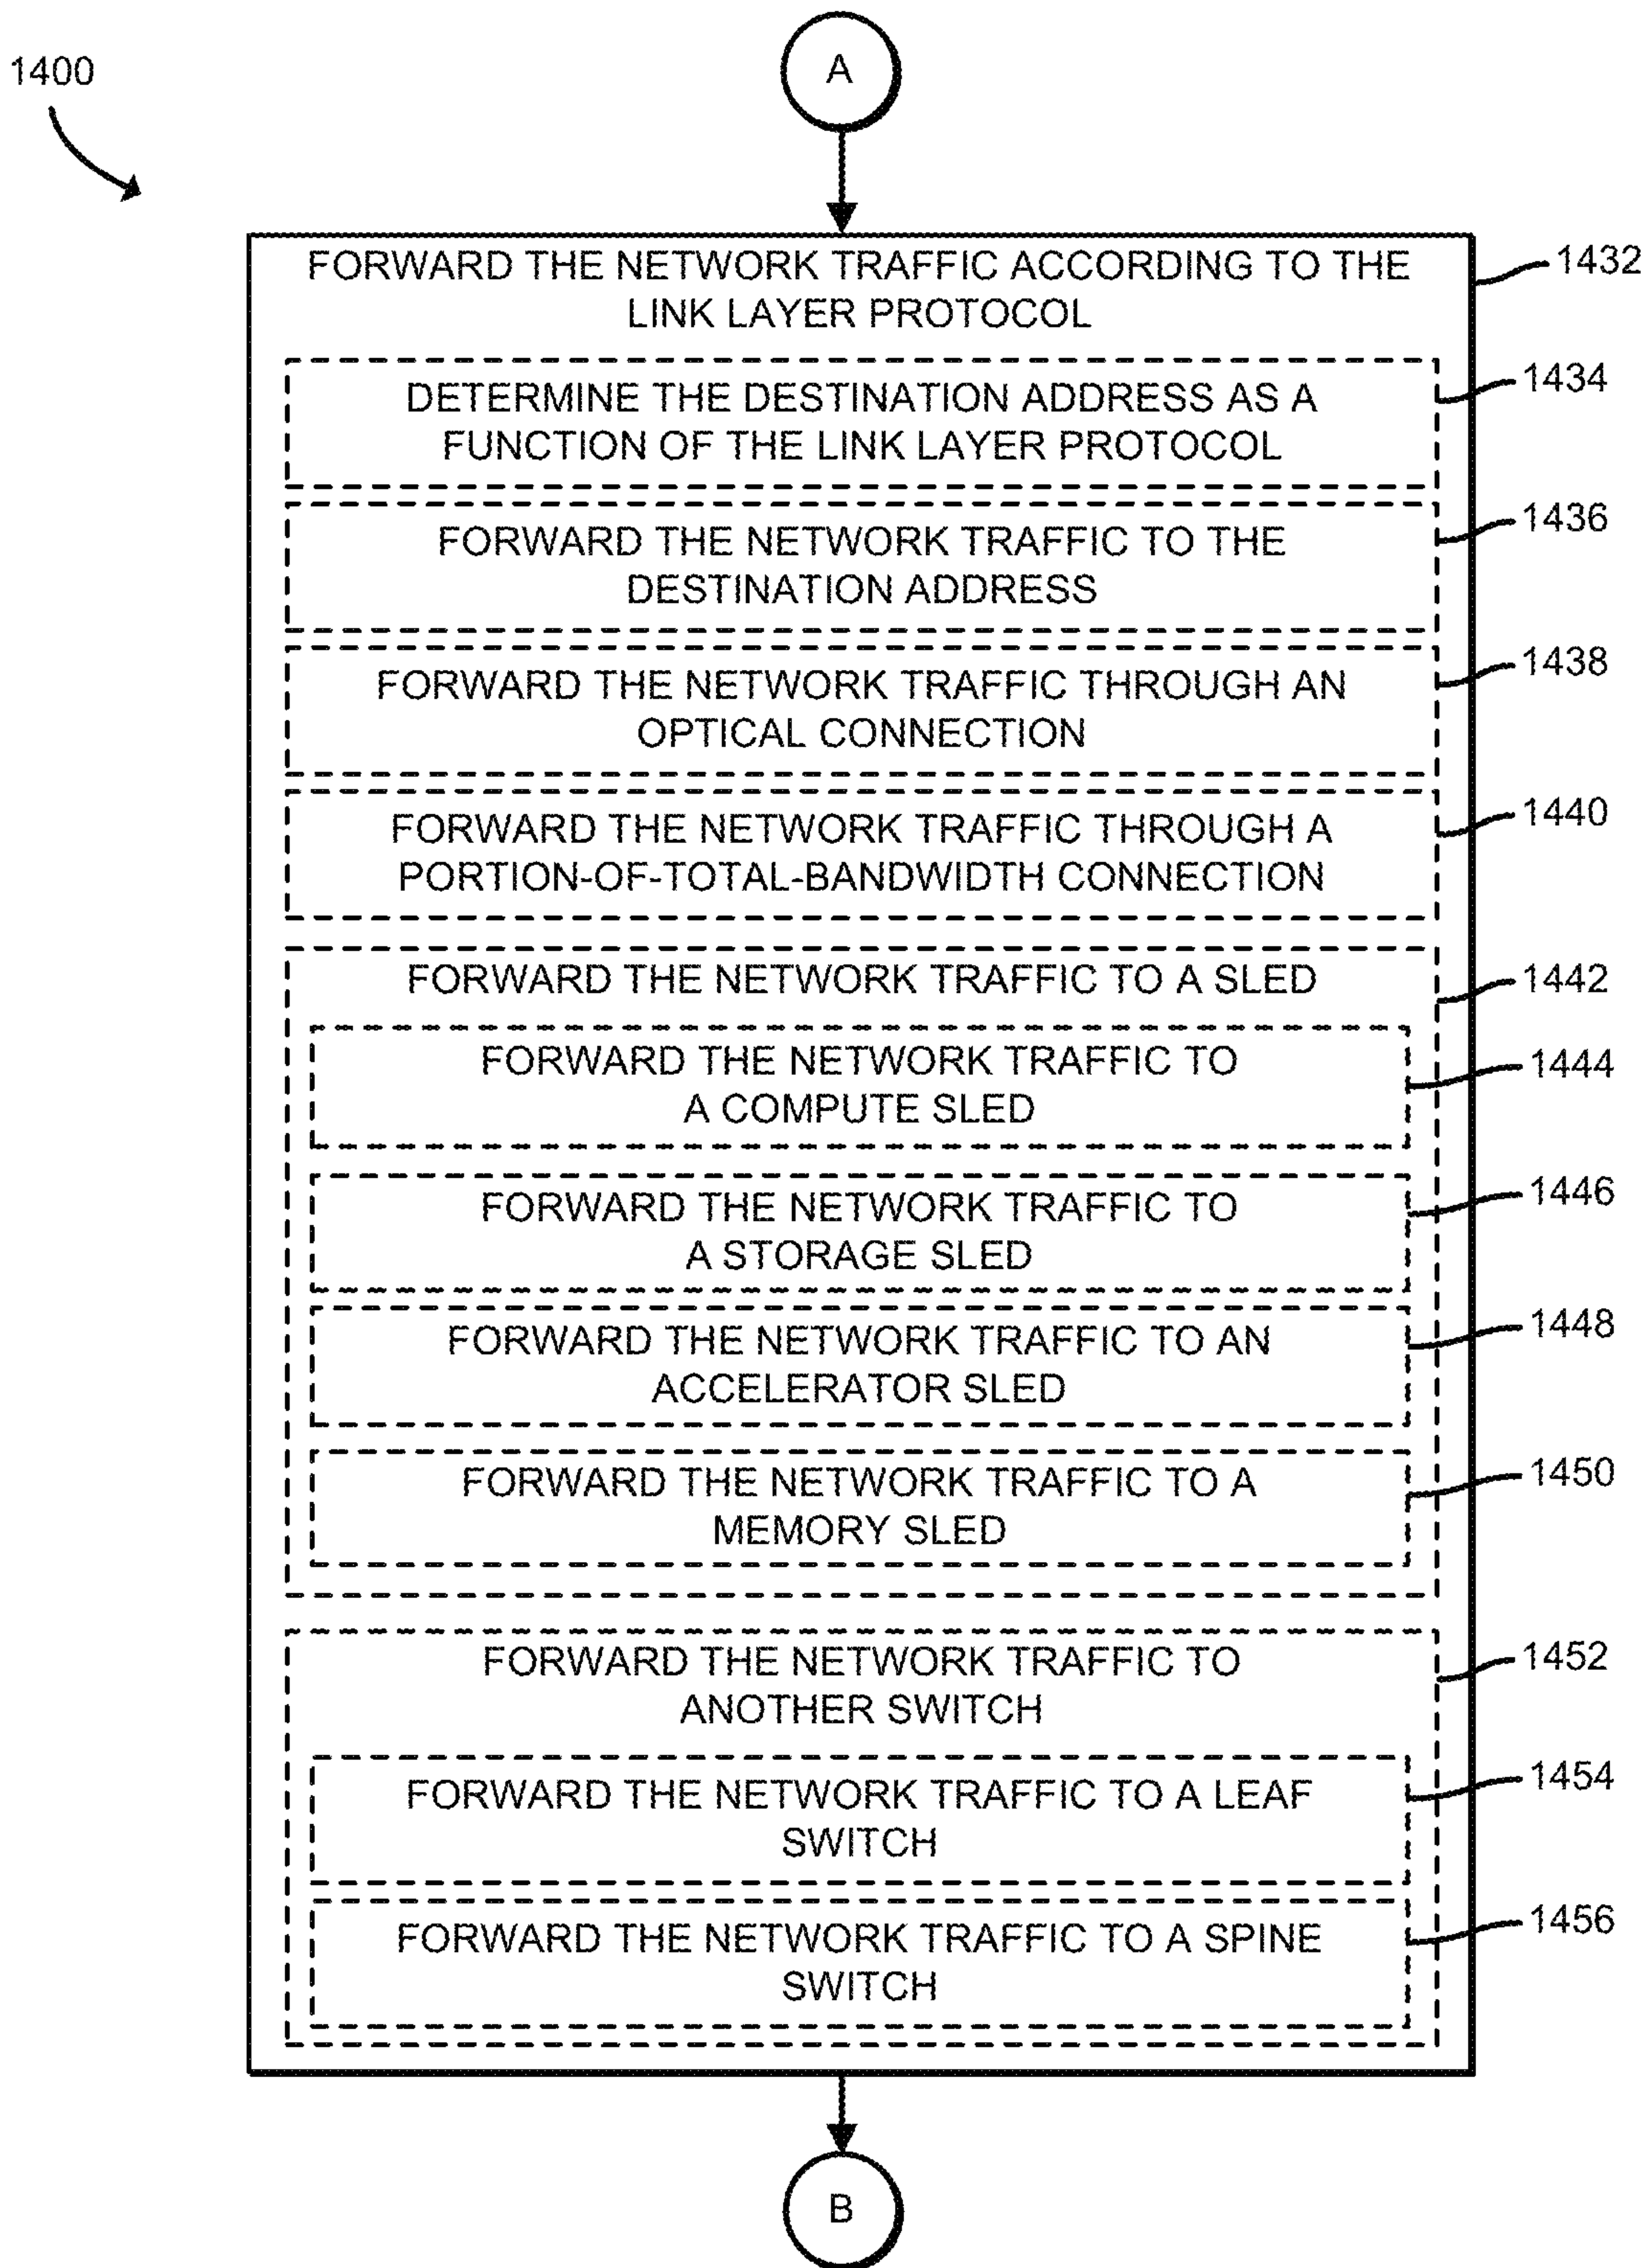 A
1400
FORWARD THE NETWORK TRAFFIC ACCORDING TO THE
LINK LAYER PROTOCOL
1432
DETERMINE THE DESTINATION ADDRESS AS A
FUNCTION OF THE LINK LAYER PROTOCOL
1434
FORWARD THE NETWORK TRAFFIC TO THE
DESTINATION ADDRESS
1436
FORWARD THE NETWORK TRAFFIC THROUGH AN
OPTICAL CONNECTION
1438
FORWARD THE NETWORK TRAFFIC THROUGH A
PORTION-OF-TOTAL-BANDWIDTH CONNECTION
1440
FORWARD THE NETWORK TRAFFIC TO A SLED
1442
FORWARD THE NETWORK TRAFFIC TO
A COMPUTE SLED
1444
FORWARD THE NETWORK TRAFFIC TO
A STORAGE SLED
1446
FORWARD THE NETWORK TRAFFIC TO AN
ACCELERATOR SLED
1448
FORWARD THE NETWORK TRAFFIC TO A
MEMORY SLED
1450
FORWARD THE NETWORK TRAFFIC TO
ANOTHER SWITCH
1452
FORWARD THE NETWORK TRAFFIC TO A LEAF
SWITCH
1454
FORWARD THE NETWORK TRAFFIC TO A SPINE
SWITCH
1456
B